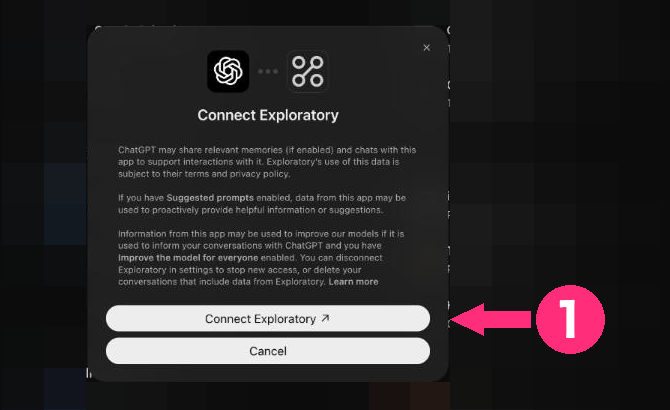 Connect Exploratory
ChatGPT may share relevant memories (if enabled) and chats with this
app to support interactions with it. Exploratory's use of this data is
subject to their terms and privacy policy.
If you have Suggested prompts enabled, data from this app may be
used to proactively provide helpful information or suggestions.
Information from this app may be used to improve our models if it is
used to inform your conversations with ChatGPT and you have
Improve the model for everyone enabled. You can disconnect
Exploratory in settings to stop new access, or delete your
conversations that include data from Exploratory. Learn more
Connect Exploratory ↗
1
Cancel